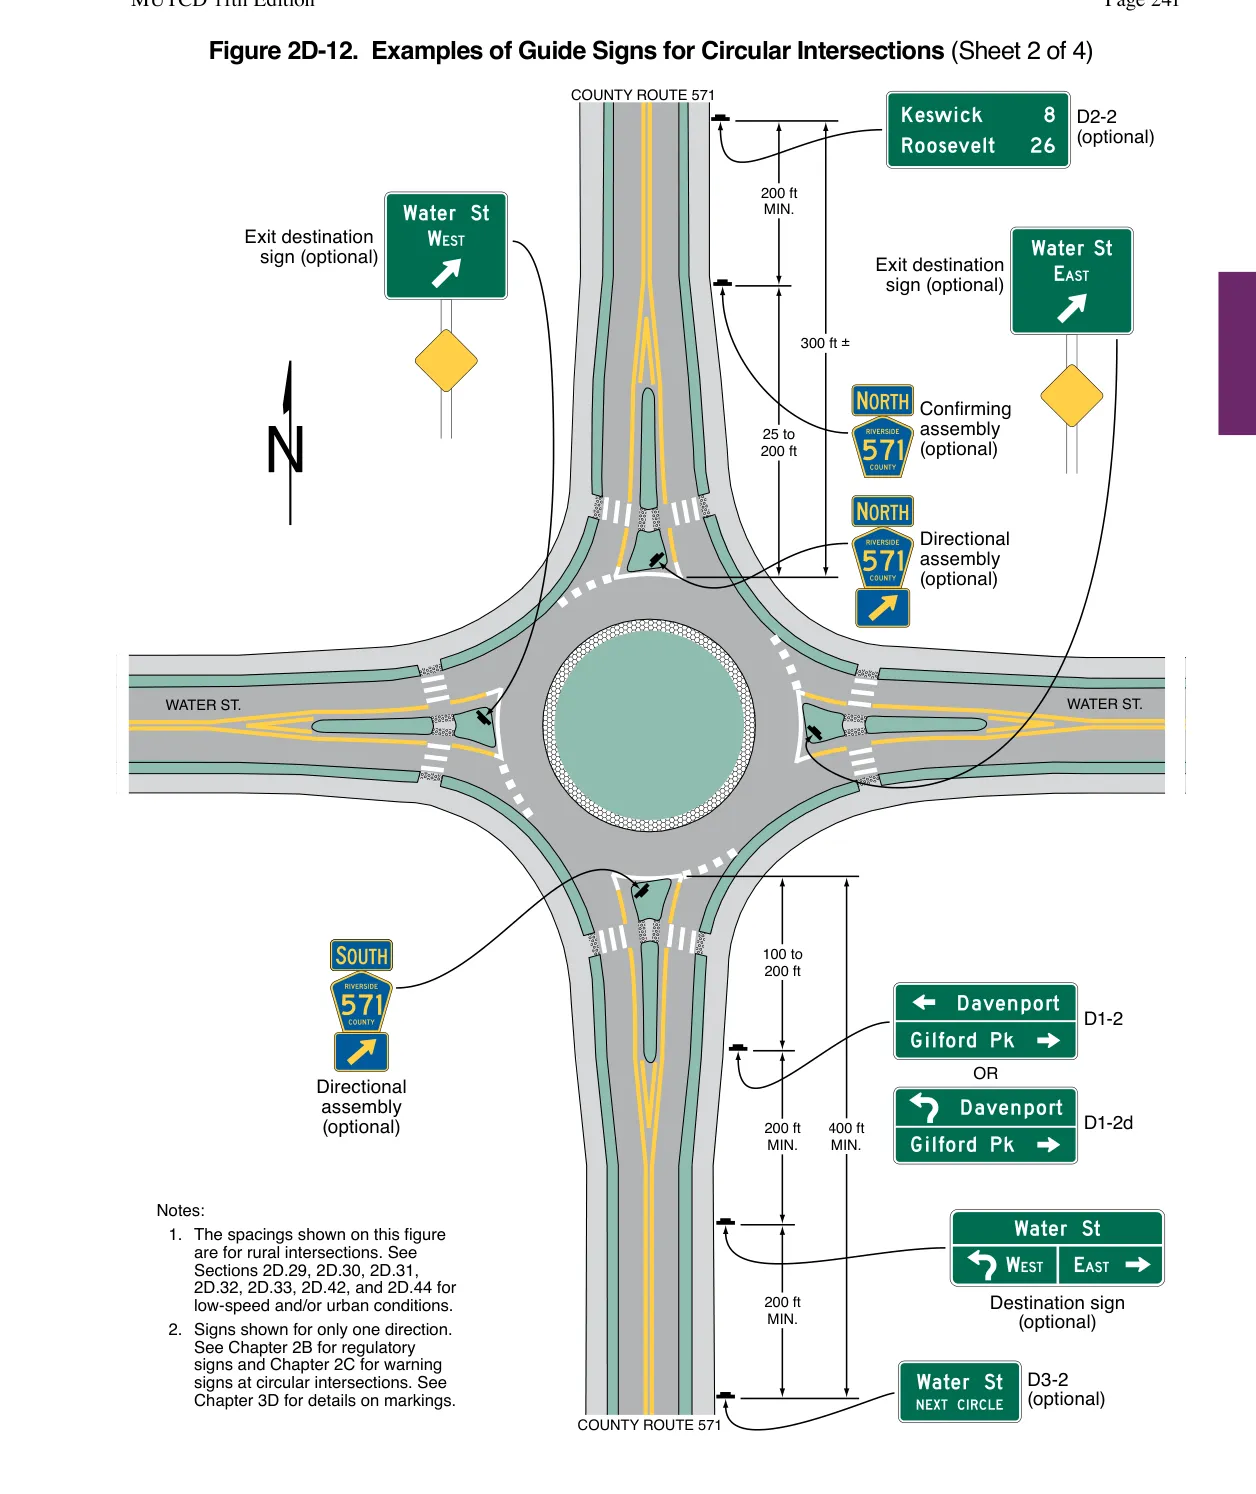 MUTCD 11th Edition
Page 241
Figure 2D-12. Examples of Guide Signs for Circular Intersections (Sheet 2 of 4)
COUNTY ROUTE 571
Keswick 8
Roosevelt 26
D2-2
(optional)
200 ft
MIN.
Water St
WEST
Exit destination
sign (optional)
Water St
EAST
Exit destination
sign (optional)
300 ft ±
NORTH
RIVERSIDE
571
COUNTY
Confirming
assembly
(optional)
25 to
200 ft
N
NORTH
RIVERSIDE
571
COUNTY
Directional
assembly
(optional)
WATER ST.
WATER ST.
SOUTH
RIVERSIDE
571
COUNTY
Directional
assembly
(optional)
100 to
200 ft
← Davenport
Gilford Pk →
D1-2
OR
Davenport
Gilford Pk →
D1-2d
200 ft
MIN.
400 ft
MIN.
Water St
WEST EAST →
Destination sign
(optional)
200 ft
MIN.
Water St
NEXT CIRCLE
D3-2
(optional)
COUNTY ROUTE 571
Notes:
1. The spacings shown on this figure
are for rural intersections. See
Sections 2D.29, 2D.30, 2D.31,
2D.32, 2D.33, 2D.42, and 2D.44 for
low-speed and/or urban conditions.
2. Signs shown for only one direction.
See Chapter 2B for regulatory
signs and Chapter 2C for warning
signs at circular intersections. See
Chapter 3D for details on markings.